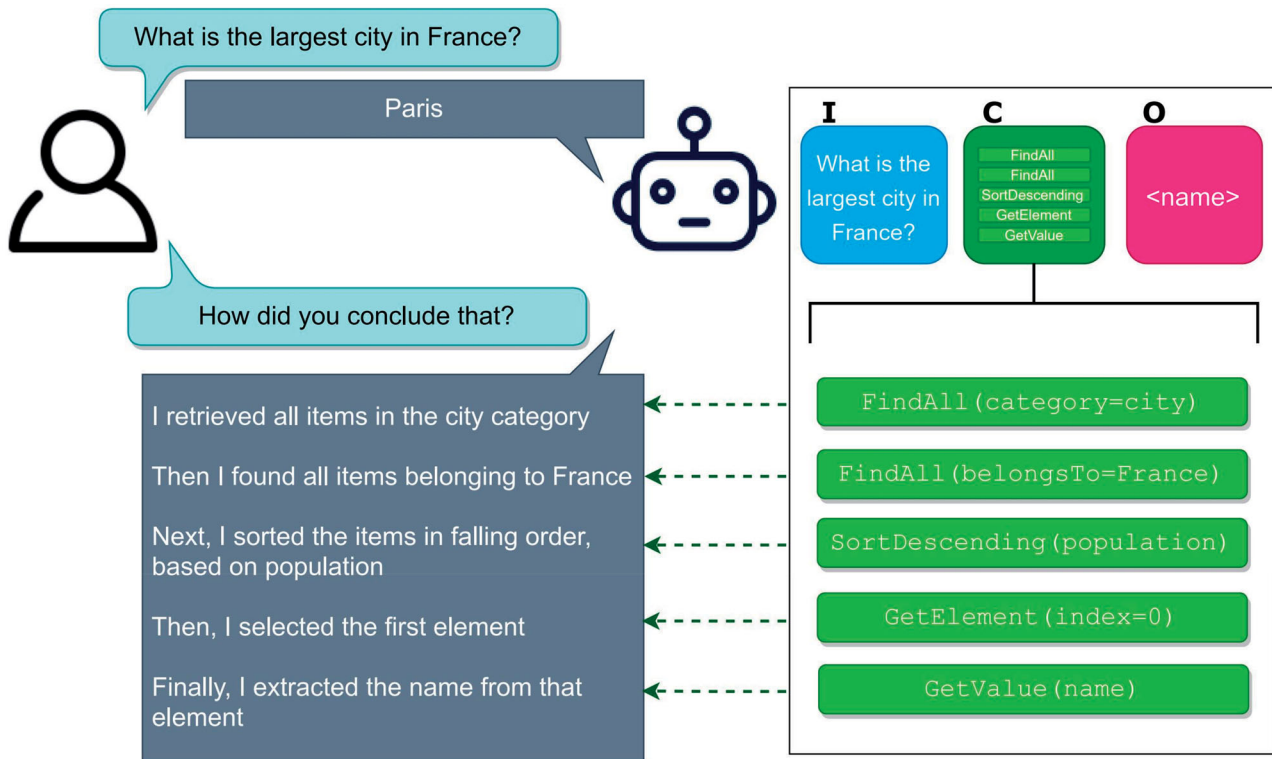 What is the largest city in France?
Paris
How did you conclude that?
I retrieved all items in the city category
Then I found all items belonging to France
Next, I sorted the items in falling order,
based on population
Then, I selected the first element
Finally, I extracted the name from that
element
I
C
O
What is the
largest city in
France?
FindAll
FindAll
SortDescending
GetElement
GetValue
<name>
FindAll(category=city)
FindAll(belongsTo=France)
SortDescending(population)
GetElement(index=0)
GetValue(name)